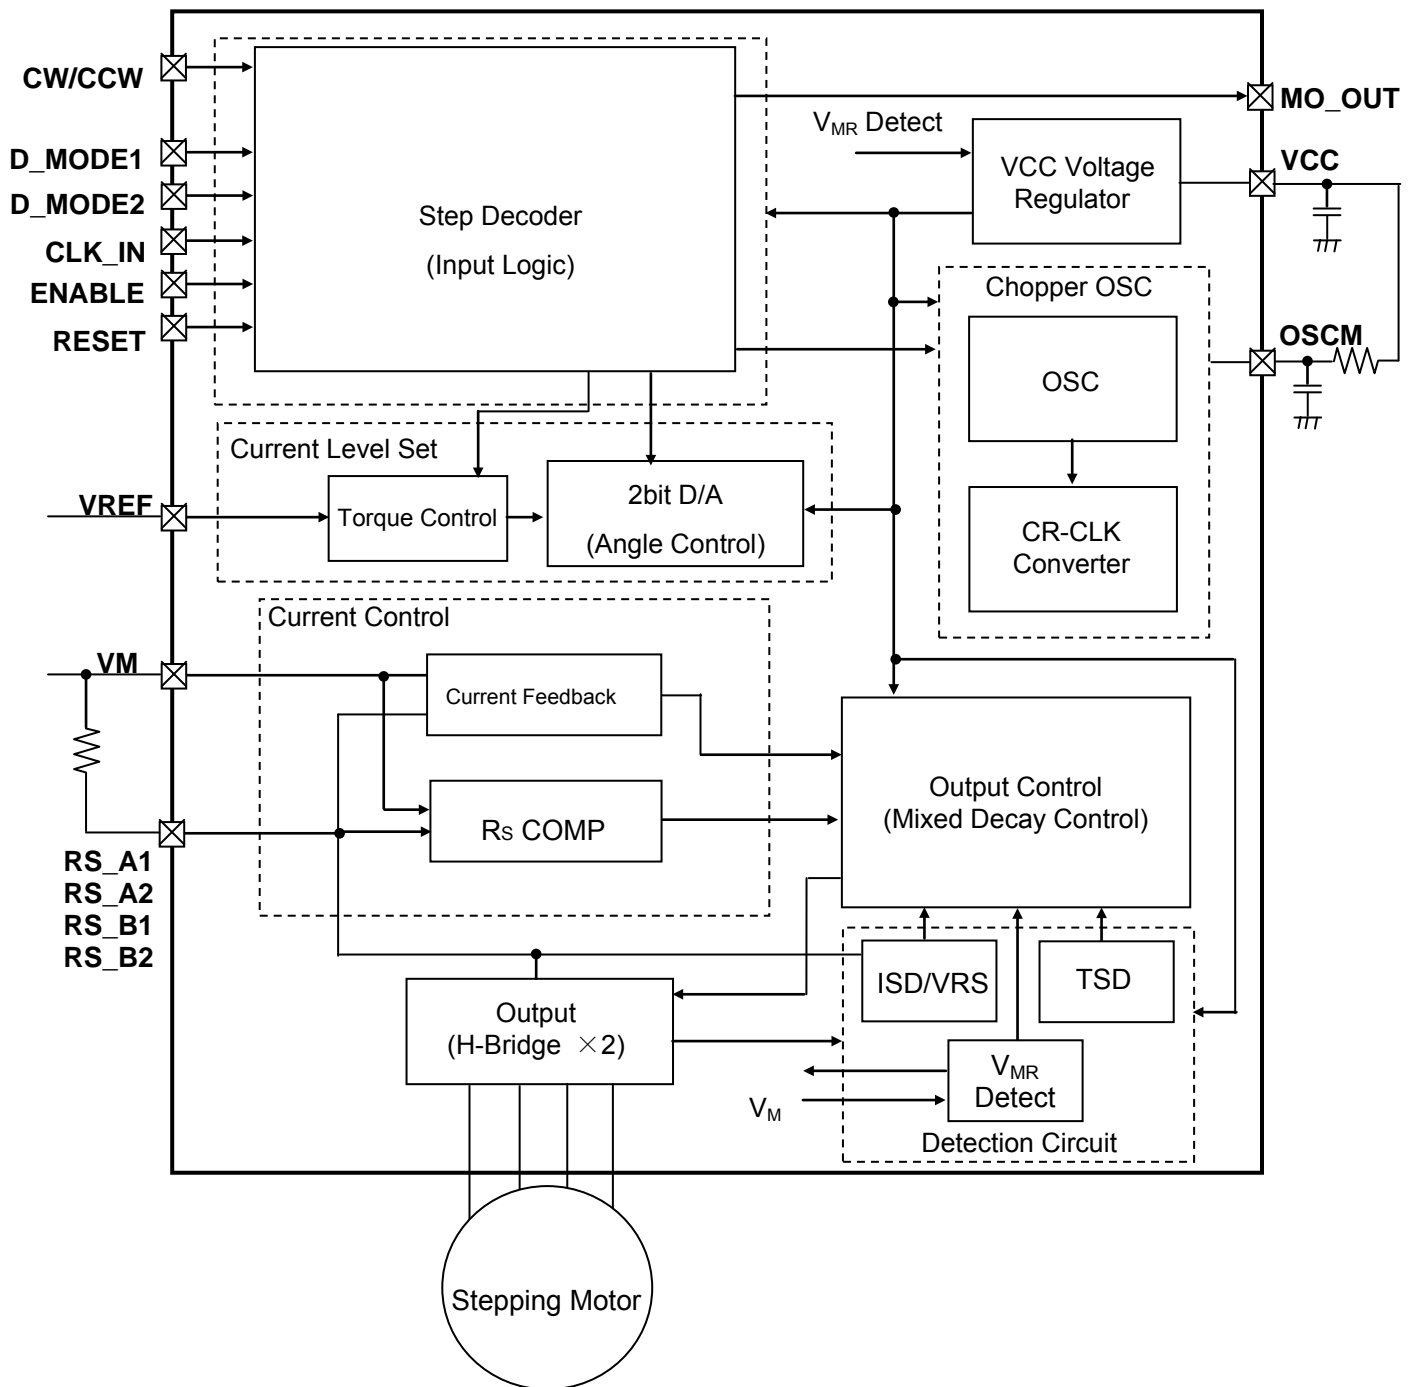 CW/CCW
D_MODE1
D_MODE2
CLK_IN
ENABLE
RESET
Step Decoder
(Input Logic)
MO_OUT
VMR Detect
VCC Voltage
Regulator
VCC
Chopper OSC
OSC
CR-CLK
Converter
OSCM
Current Level Set
VREF
Torque Control
2bit D/A
(Angle Control)
Current Control
VM
Current Feedback
RS COMP
RS_A1
RS_A2
RS_B1
RS_B2
Output Control
(Mixed Decay Control)
Output
(H-Bridge ×2)
ISD/VRS
TSD
VMR
Detect
VM
Detection Circuit
Stepping Motor